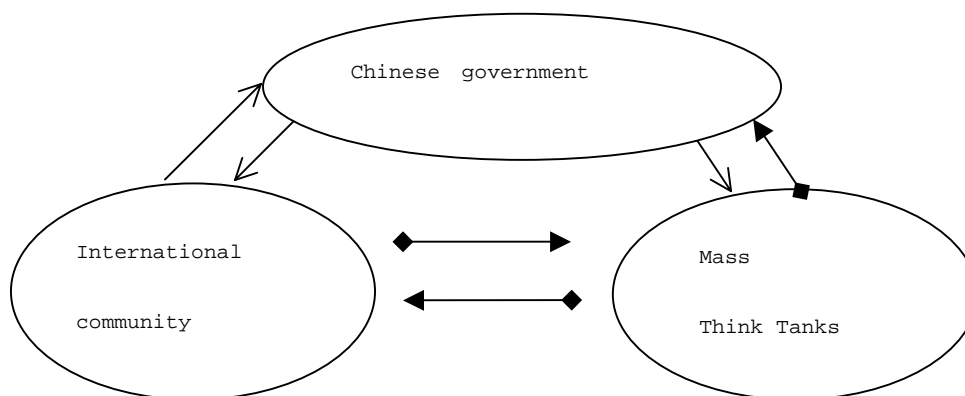 Chinese government
International
community
Mass
Think Tanks